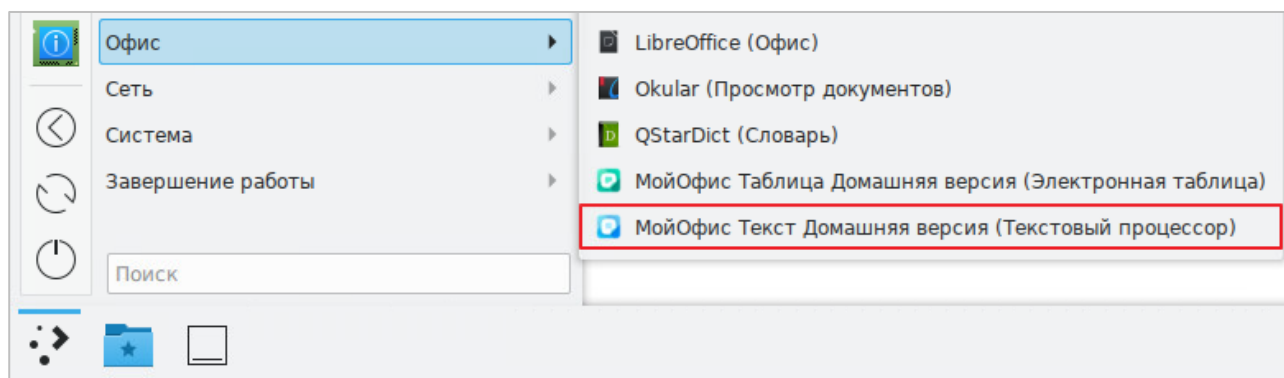 Офис
Сеть
Система
Завершение работы
Поиск
LibreOffice (Офис)
Okular (Просмотр документов)
QStarDict (Словарь)
МойОфис Таблица Домашняя версия (Электронная таблица)
МойОфис Текст Домашняя версия (Текстовый процессор)